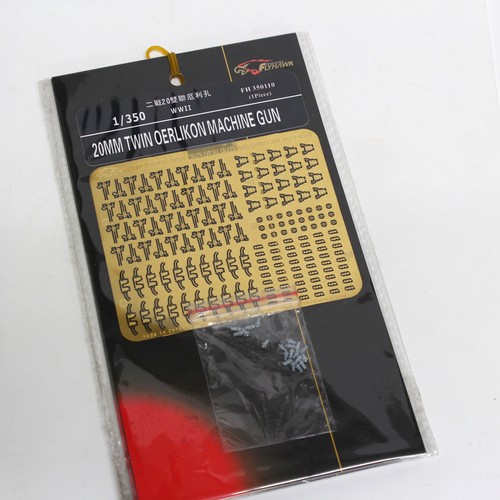 FLYHAWK
二戰20雙聯厄利孔
FH 350110
1/350
WWII
(1Piece)
20MM TWIN OERLIKON MACHINE GUN